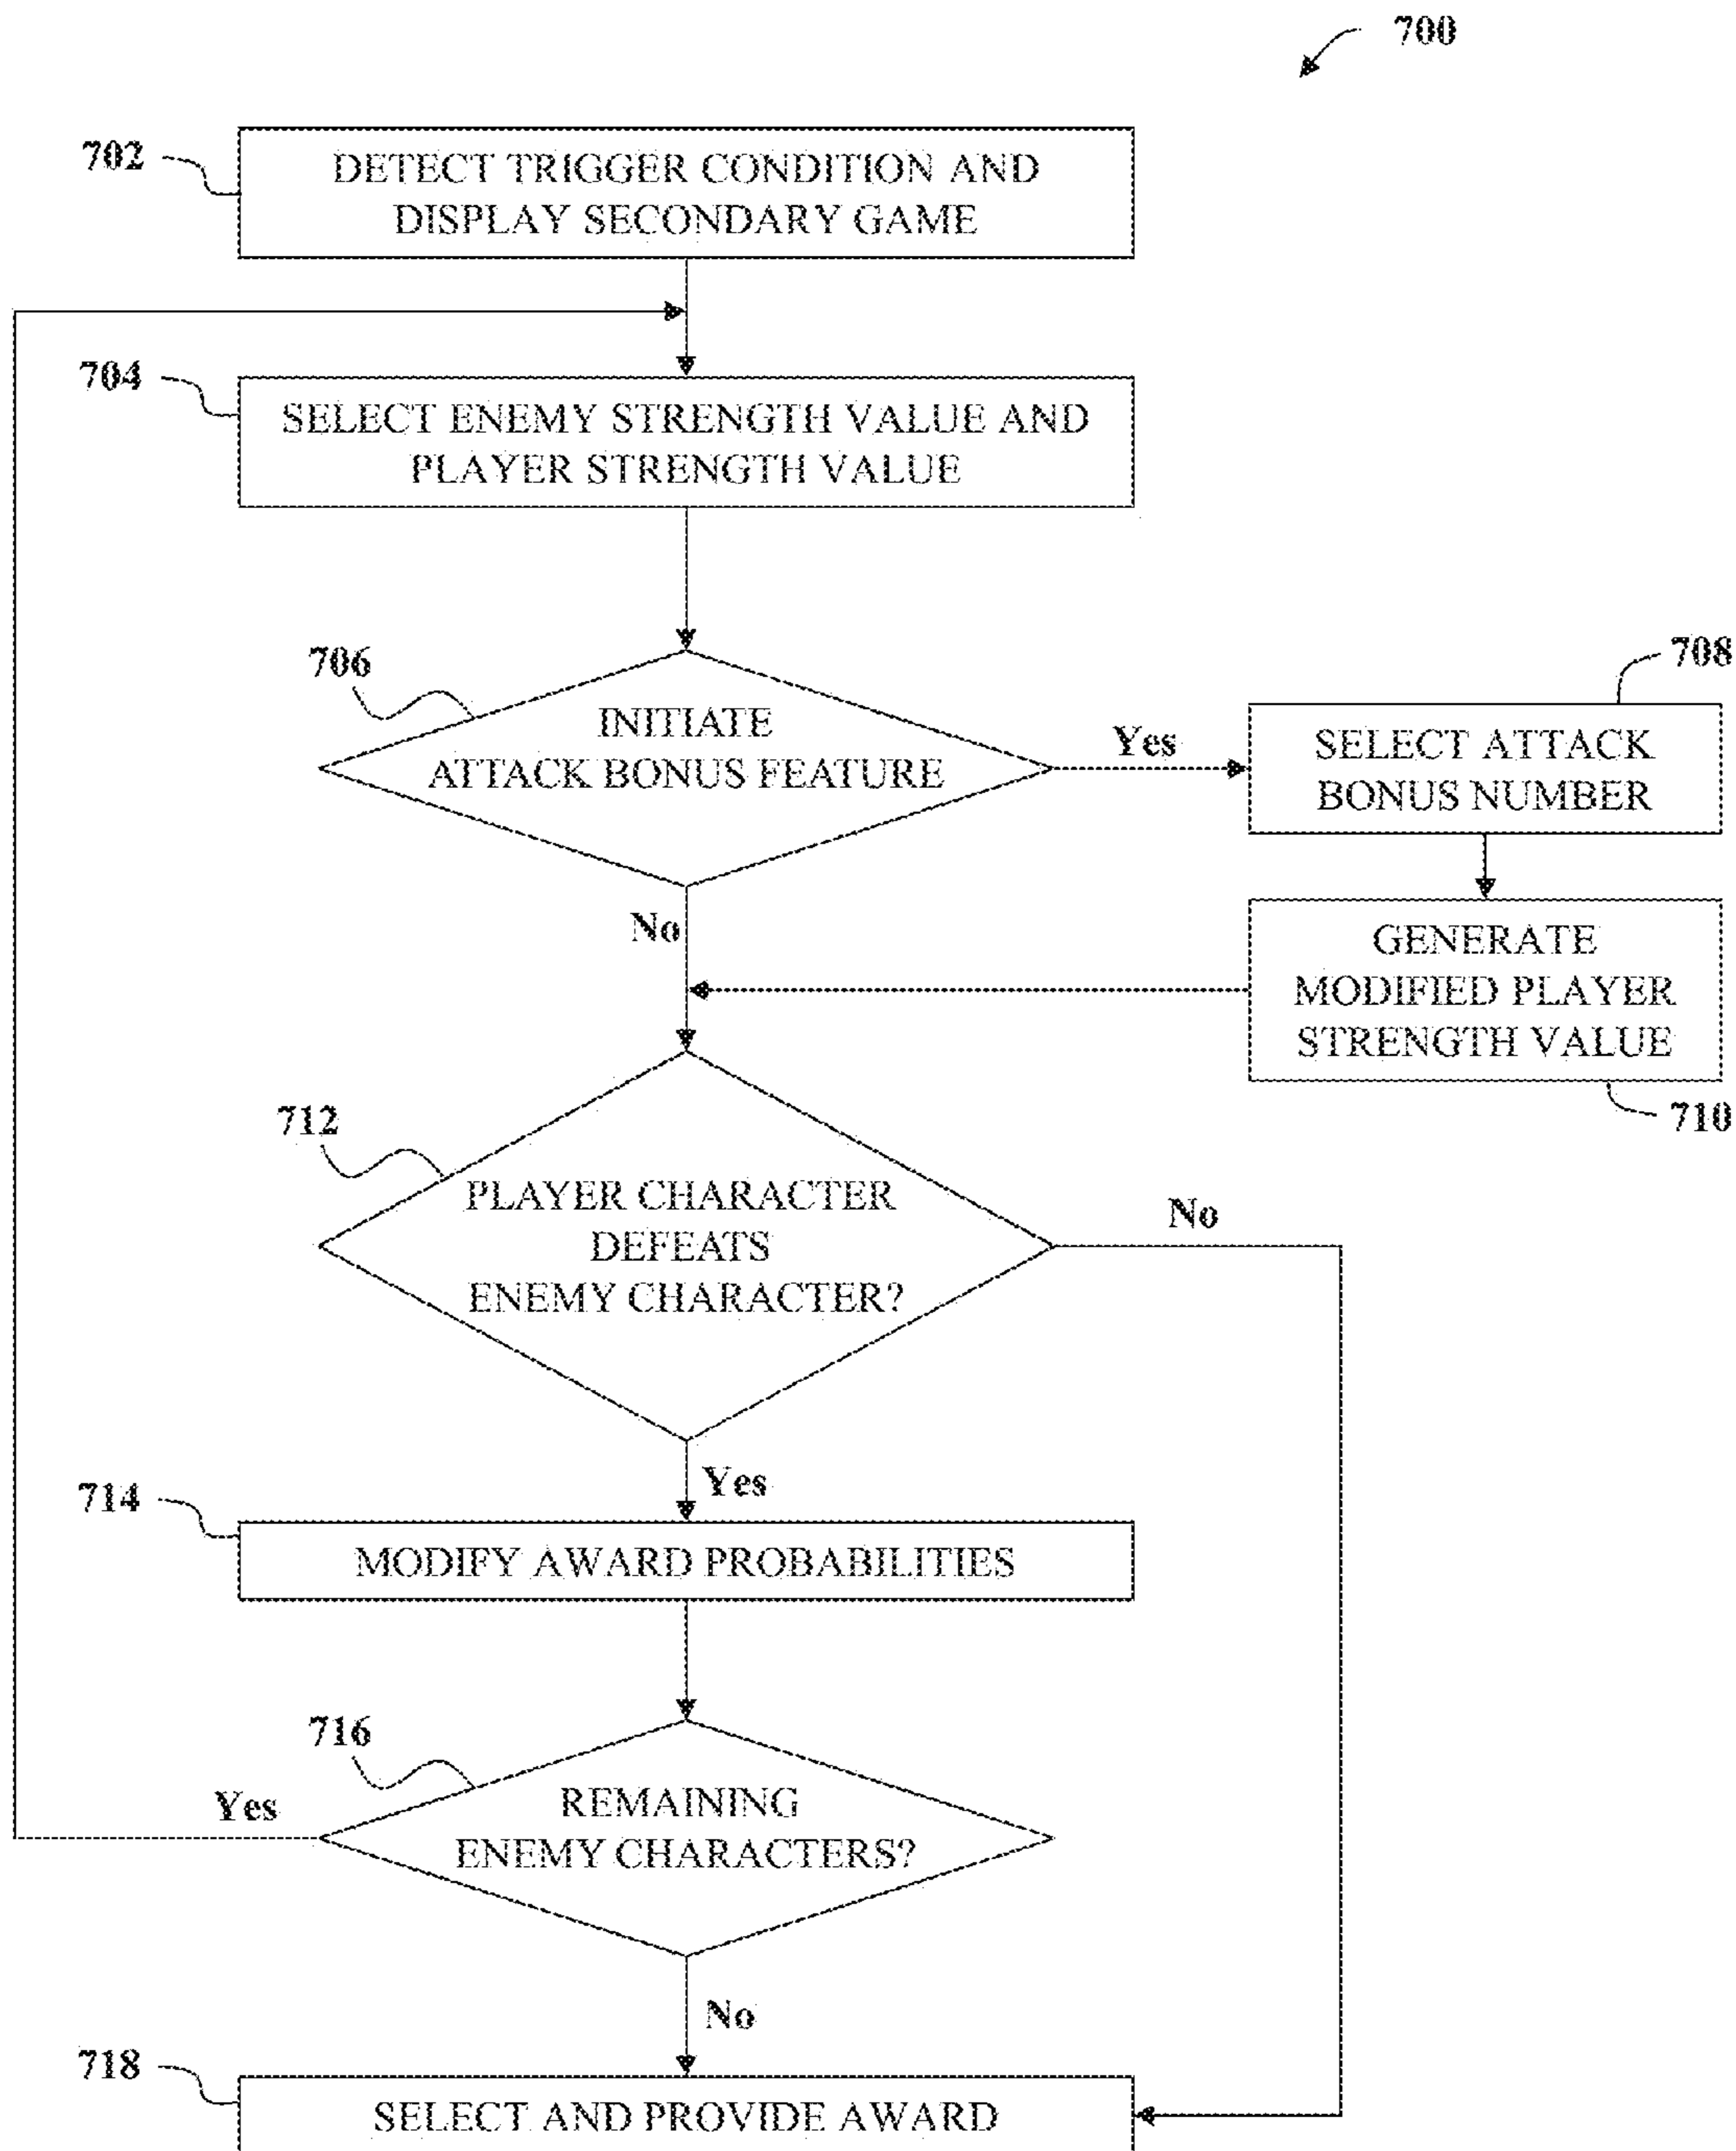 700
702
DETECT TRIGGER CONDITION AND
DISPLAY SECONDARY GAME
704
SELECT ENEMY STRENGTH VALUE AND
PLAYER STRENGTH VALUE
706
INITIATE
ATTACK BONUS FEATURE
Yes
708
SELECT ATTACK
BONUS NUMBER
No
GENERATE
MODIFIED PLAYER
STRENGTH VALUE
710
712
PLAYER CHARACTER
DEFEATS
ENEMY CHARACTER?
No
Yes
714
MODIFY AWARD PROBABILITIES
716
REMAINING
ENEMY CHARACTERS?
Yes
No
718
SELECT AND PROVIDE AWARD